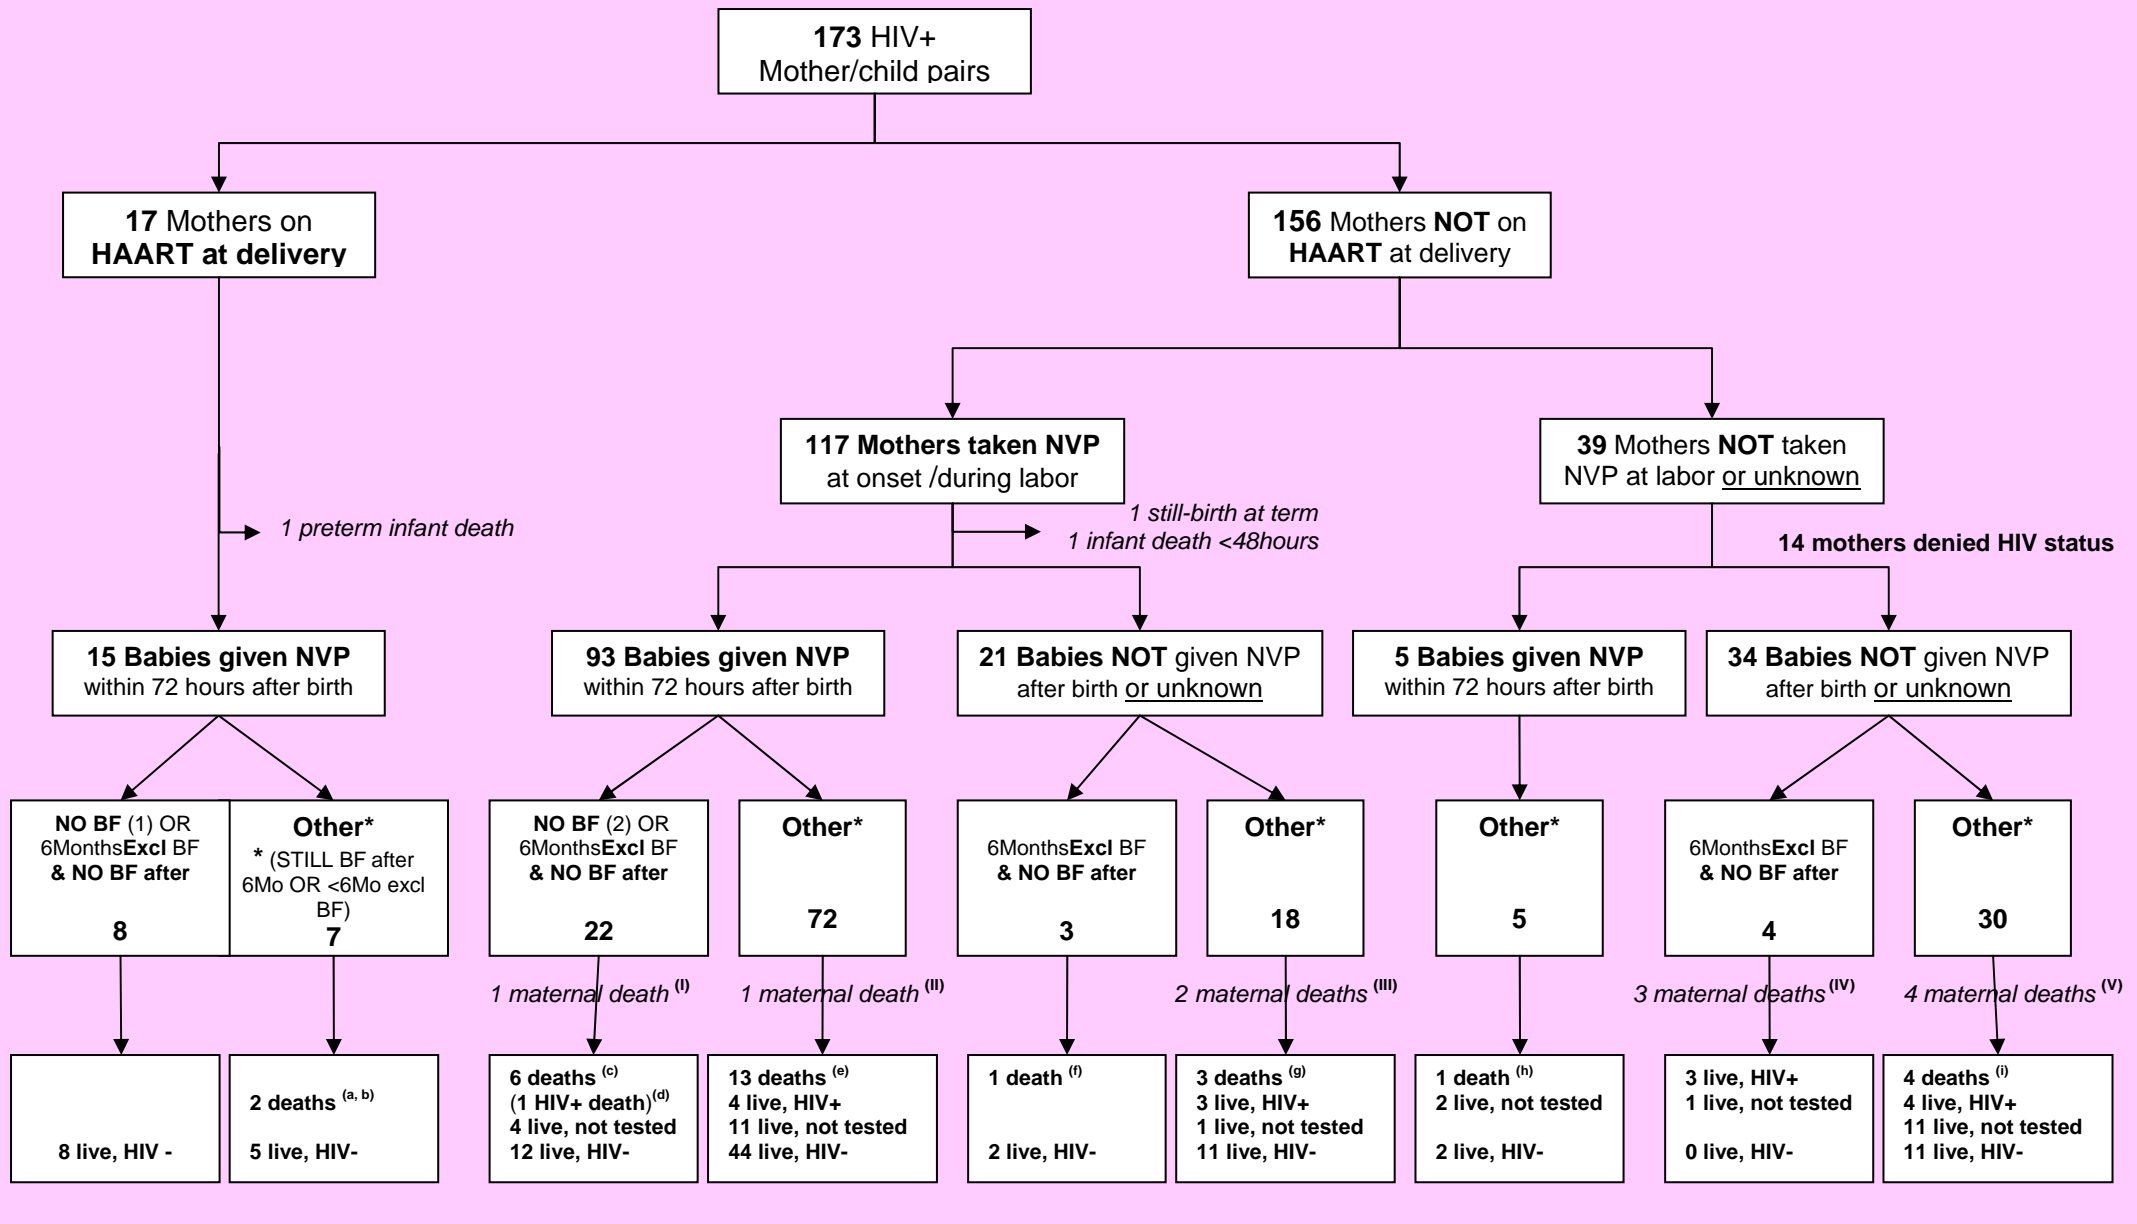 173 HIV+
Mother/child pairs
17 Mothers on
HAART at delivery
156 Mothers NOT on
HAART at delivery
117 Mothers taken NVP
at onset /during labor
39 Mothers NOT taken
NVP at labor or unknown
1 preterm infant death
1 still-birth at term
1 infant death <48hours
14 mothers denied HIV status
15 Babies given NVP
within 72 hours after birth
93 Babies given NVP
within 72 hours after birth
21 Babies NOT given NVP
after birth or unknown
5 Babies given NVP
within 72 hours after birth
34 Babies NOT given NVP
after birth or unknown
NO BF (1) OR
6MonthsExcl BF
& NO BF after
8
Other*
* (STILL BF after
6Mo OR <6Mo excl
BF)
7
NO BF (2) OR
6MonthsExcl BF
& NO BF after
22
Other*
72
6MonthsExcl BF
& NO BF after
3
Other*
18
Other*
5
6MonthsExcl BF
& NO BF after
4
Other*
30
1 maternal death (I)
1 maternal death (II)
2 maternal deaths (III)
3 maternal deaths (IV)
4 maternal deaths (V)
8 live, HIV -
2 deaths (a, b)
5 live, HIV-
6 deaths (c)
(1 HIV+ death)(d)
4 live, not tested
12 live, HIV-
13 deaths (e)
4 live, HIV+
11 live, not tested
44 live, HIV-
1 death (f)
2 live, HIV-
3 deaths (g)
3 live, HIV+
1 live, not tested
11 live, HIV-
1 death (h)
2 live, not tested
2 live, HIV-
3 live, HIV+
1 live, not tested
0 live, HIV-
4 deaths (i)
4 live, HIV+
11 live, not tested
11 live, HIV-